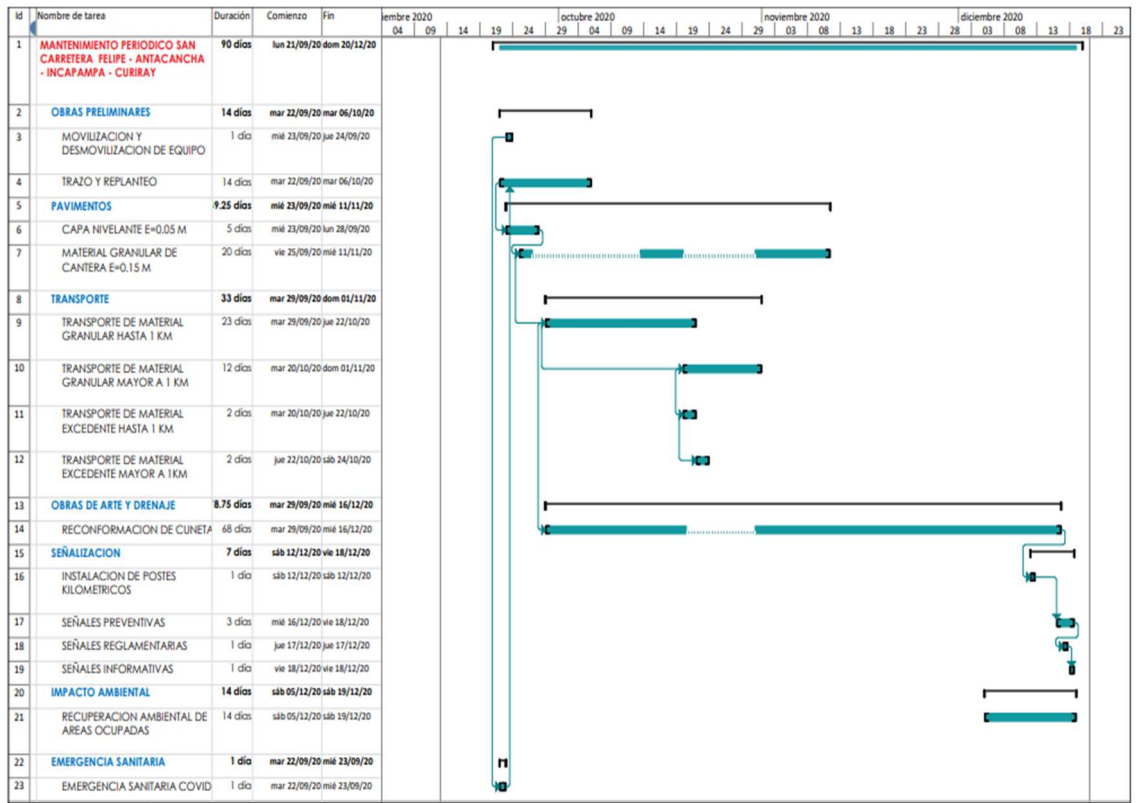 Id Nombre de tarea Duración Comienzo Fin iembre 2020 octubre 2020 noviembre 2020 diciembre 2020
04 09 14 19 24 29 04 09 14 19 24 29 03 08 13 18 23 28 03 08 13 18 23
1 MANTENIMIENTO PERIODICO SAN 90 días lun 21/09/20 dom 20/12/20
CARRETERA FELIPE - ANTACANCHA
- INCAPAMPA - CURIRAY
2 OBRAS PRELIMINARES 14 días mar 22/09/20 mar 06/10/20
3 MOVILIZACION Y 1 día mié 23/09/20 jue 24/09/20
DESMOVILIZACION DE EQUIPO
4 TRAZO Y REPLANTEO 14 días mar 22/09/20 mar 06/10/20
5 PAVIMENTOS 9.25 días mié 23/09/20 mié 11/11/20
6 CAPA NIVELANTE E=0.05 M 5 días mié 23/09/20 lun 28/09/20
7 MATERIAL GRANULAR DE 20 días vie 25/09/20 mié 11/11/20
CANTERA E=0.15 M
8 TRANSPORTE 33 días mar 29/09/20 dom 01/11/20
9 TRANSPORTE DE MATERIAL 23 días mar 29/09/20 jue 22/10/20
GRANULAR HASTA 1 KM
10 TRANSPORTE DE MATERIAL 12 días mar 20/10/20 dom 01/11/20
GRANULAR MAYOR A 1 KM
11 TRANSPORTE DE MATERIAL 2 días mar 20/10/20 jue 22/10/20
EXCEDENTE HASTA 1 KM
12 TRANSPORTE DE MATERIAL 2 días jue 22/10/20 sáb 24/10/20
EXCEDENTE MAYOR A 1KM
13 OBRAS DE ARTE Y DRENAJE 8.75 días mar 29/09/20 mié 16/12/20
14 RECONFORMACION DE CUNETA 68 días mar 29/09/20 mié 16/12/20
15 SEÑALIZACION 7 días sáb 12/12/20 vie 18/12/20
16 INSTALACION DE POSTES 1 día sáb 12/12/20 sáb 12/12/20
KILOMETRICOS
17 SEÑALES PREVENTIVAS 3 días mié 16/12/20 vie 18/12/20
18 SEÑALES REGLAMENTARIAS 1 día jue 17/12/20 jue 17/12/20
19 SEÑALES INFORMATIVAS 1 día vie 18/12/20 vie 18/12/20
20 IMPACTO AMBIENTAL 14 días sáb 05/12/20 sáb 19/12/20
21 RECUPERACION AMBIENTAL DE 14 días sáb 05/12/20 sáb 19/12/20
AREAS OCUPADAS
22 EMERGENCIA SANITARIA 1 día mar 22/09/20 mié 23/09/20
23 EMERGENCIA SANITARIA COVID 1 día mar 22/09/20 mié 23/09/20